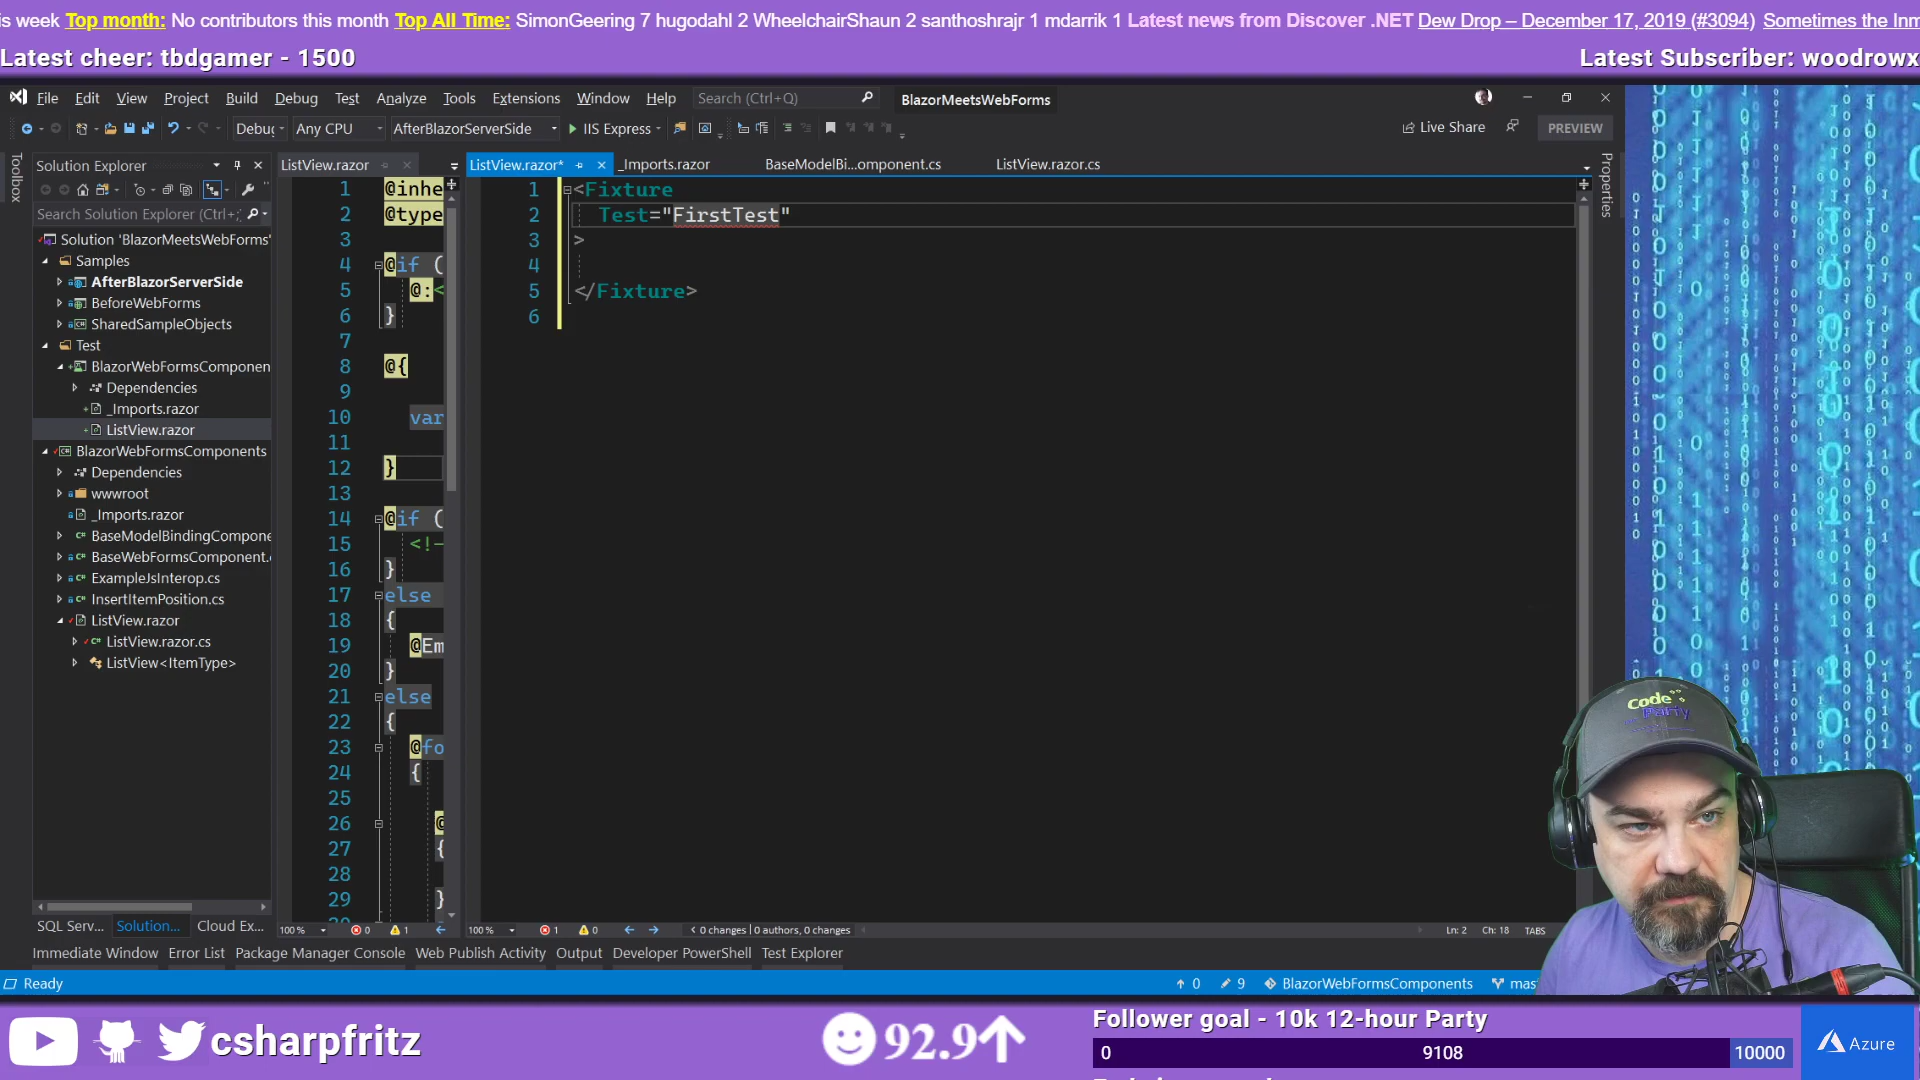 is week Top month: No contributors this month Top All Time: SimonGeering 7 hugodahl 2 WheelchairShaun 2 santhoshrajr 1 mdarrik 1 Latest news from Discover .NET Dew Drop – December 17, 2019 (#3094) Sometimes the Inm
Latest cheer: tbdgamer - 1500
Latest Subscriber: woodrowx
File Edit View Project Build Debug Test Analyze Tools Extensions Window Help Search (Ctrl+Q) BlazorMeetsWebForms
Debug Any CPU AfterBlazorServerSide IIS Express Live Share PREVIEW
Toolbox
Solution Explorer
Search Solution Explorer (Ctrl+;
Solution 'BlazorMeetsWebForms'
Samples
AfterBlazorServerSide
BeforeWebForms
SharedSampleObjects
Test
BlazorWebFormsComponen
Dependencies
_Imports.razor
ListView.razor
BlazorWebFormsComponents
Dependencies
wwwroot
_Imports.razor
BaseModelBindingCompone
BaseWebFormsComponent.
ExampleJsInterop.cs
InsertItemPosition.cs
ListView.razor
ListView.razor.cs
ListView<ItemType>
SQL Serv... Solution... Cloud Ex...
ListView.razor
1 @inhe
2 @type
3
4 @if (
5 @:<
6 }
7
8 @{
9
10 var
11
12 }
13
14 @if (
15 <!-
16 }
17 else
18 {
19 @Em
20 }
21 else
22 {
23 @fo
24 {
25
26 @
27 {
28
29 }
100 % 0 1
ListView.razor* _Imports.razor BaseModelBi...omponent.cs ListView.razor.cs
Properties
1 <Fixture
2 Test="FirstTest"
3 >
4
5 </Fixture>
6
100 % 1 0 < 0 changes | 0 authors, 0 changes Ln: 2 Ch: 18 TABS
Immediate Window Error List Package Manager Console Web Publish Activity Output Developer PowerShell Test Explorer
Ready 0 9 BlazorWebFormsComponents mas
Code
Party
csharpfritz
92.9
Follower goal - 10k 12-hour Party
0 9108 10000
Azure